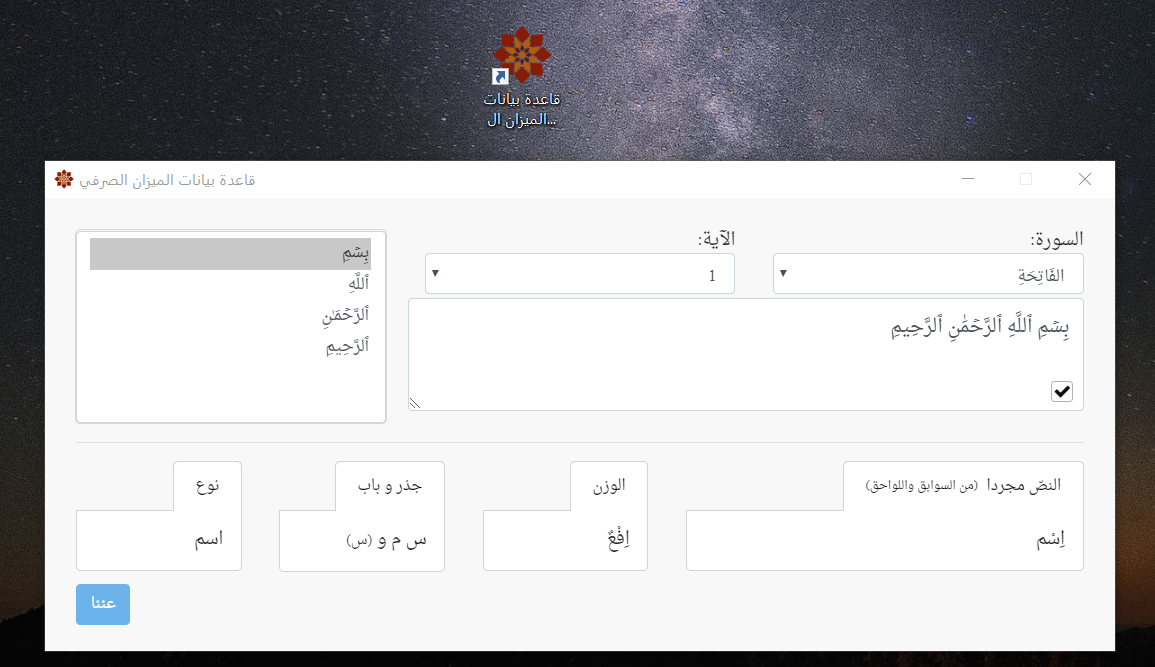 قاعدة بيانات
الميزان ال...
قاعدة بيانات الميزان الصرفي
السورة:
الفَاتِحَةِ
الآية:
1
بِسۡمِ ٱللَّهِ ٱلرَّحۡمَٰنِ ٱلرَّحِيمِ
بِسۡمِ
ٱللَّهِ
ٱلرَّحۡمَٰنِ
ٱلرَّحِيمِ
النصّ مجردا (من السوابق واللواحق)
اِسْم
الوزن
اِفْعٌ
جذر و باب
س م و (س)
نوع
اسم
عنئا